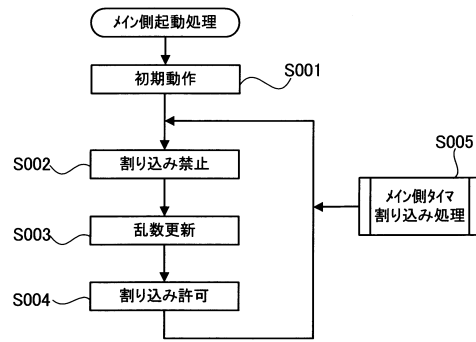 メイン側起動処理
初期動作
S001
S002
割り込み禁止
S003
乱数更新
S004
割り込み許可
S005
メイン側タイマ
割り込み処理